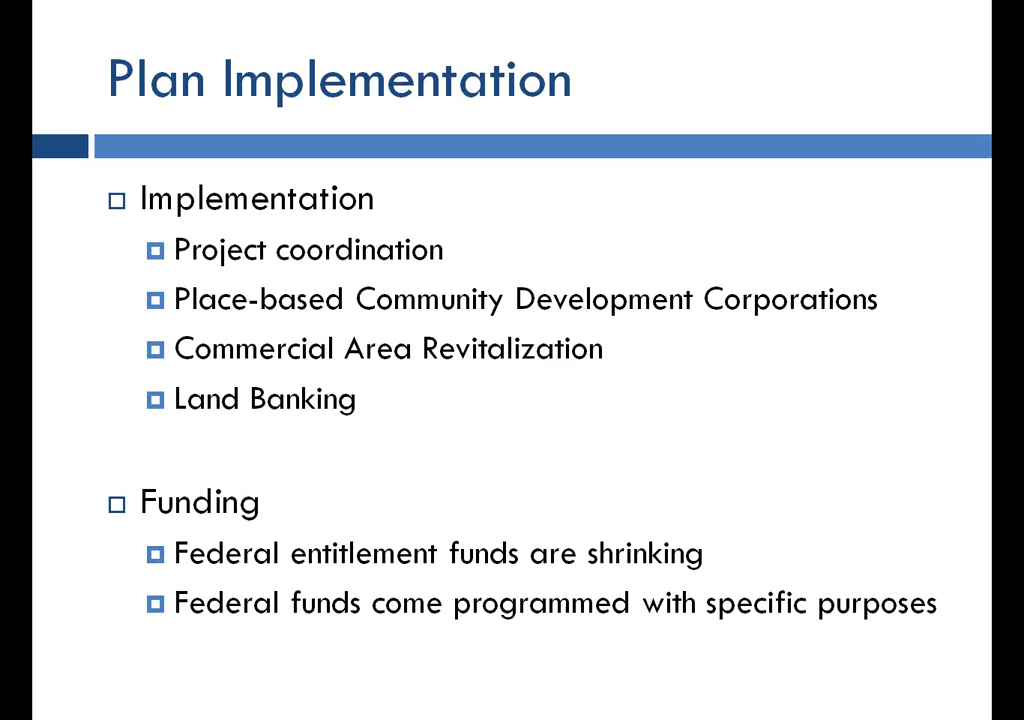 Plan Implementation
Implementation
Project coordination
Place-based Community Development Corporations
Commercial Area Revitalization
Land Banking
Funding
Federal entitlement funds are shrinking
Federal funds come programmed with specific purposes